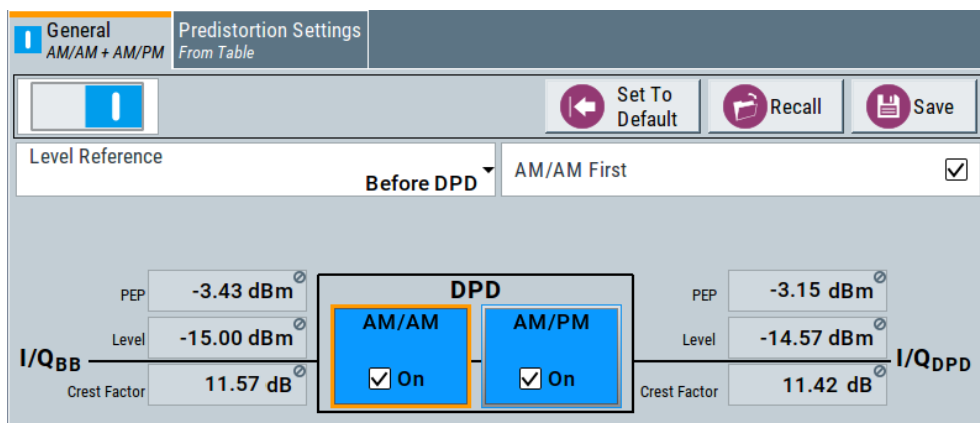 General
AM/AM + AM/PM
Predistortion Settings
From Table
Set To
Default
Recall
Save
Level Reference
Before DPD
AM/AM First
DPD
PEP
-3.43 dBm
AM/AM
AM/PM
PEP
-3.15 dBm
Level
-15.00 dBm
Level
-14.57 dBm
I/QBB
I/QDPD
Crest Factor
11.57 dB
On
On
Crest Factor
11.42 dB